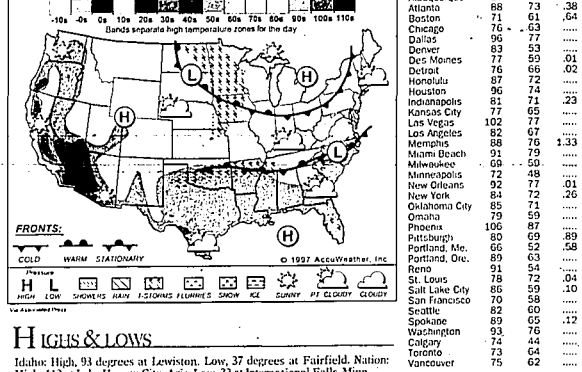 -10s -0s 0s 10s 20s 30s 40s 50s 60s 70s 80s 90s 100s 110s
Bands separate high temperature zones for the day
L
H
H
L
H
FRONTS:
COLD WARM STATIONARY
© 1997 AccuWeather, Inc
Pressure
H L
HIGH LOW SHOWERS RAIN T-STORMS FLURRIES SNOW ICE SUNNY PT CLOUDY CLOUDY
Via Associated Press
HIGHS & LOWS
Idaho: High, 93 degrees at Lewiston. Low, 37 degrees at Fairfield. Nation:
Atlanta 88 73 .38
Boston 71 61 .64
Chicago 76 63 .....
Dallas 96 77 .....
Denver 83 53 .....
Des Moines 77 59 .01
Detroit 76 66 .02
Honolulu 87 72 .....
Houston 96 74 .....
Indianapolis 81 71 .23
Kansas City 77 65 .....
Las Vegas 102 77 .....
Los Angeles 82 67 .....
Memphis 88 76 1.33
Miami Beach 91 79 .....
Milwaukee 69 59 .....
Minneapolis 72 48 .....
New Orleans 92 77 .01
New York 84 72 .26
Oklahoma City 85 71 .....
Omaha 79 59 .....
Phoenix 106 87 .....
Pittsburgh 80 69 .89
Portland, Me. 66 52 .58
Portland, Ore. 89 63 .....
Reno 91 54 .....
St. Louis 78 72 .04
Salt Lake City 86 59 .10
San Francisco 70 58 .....
Seattle 82 60 .....
Spokane 89 65 .12
Washington 93 76 .....
Calgary 74 44 .....
Toronto 73 64 .....
Vancouver 75 62 .....